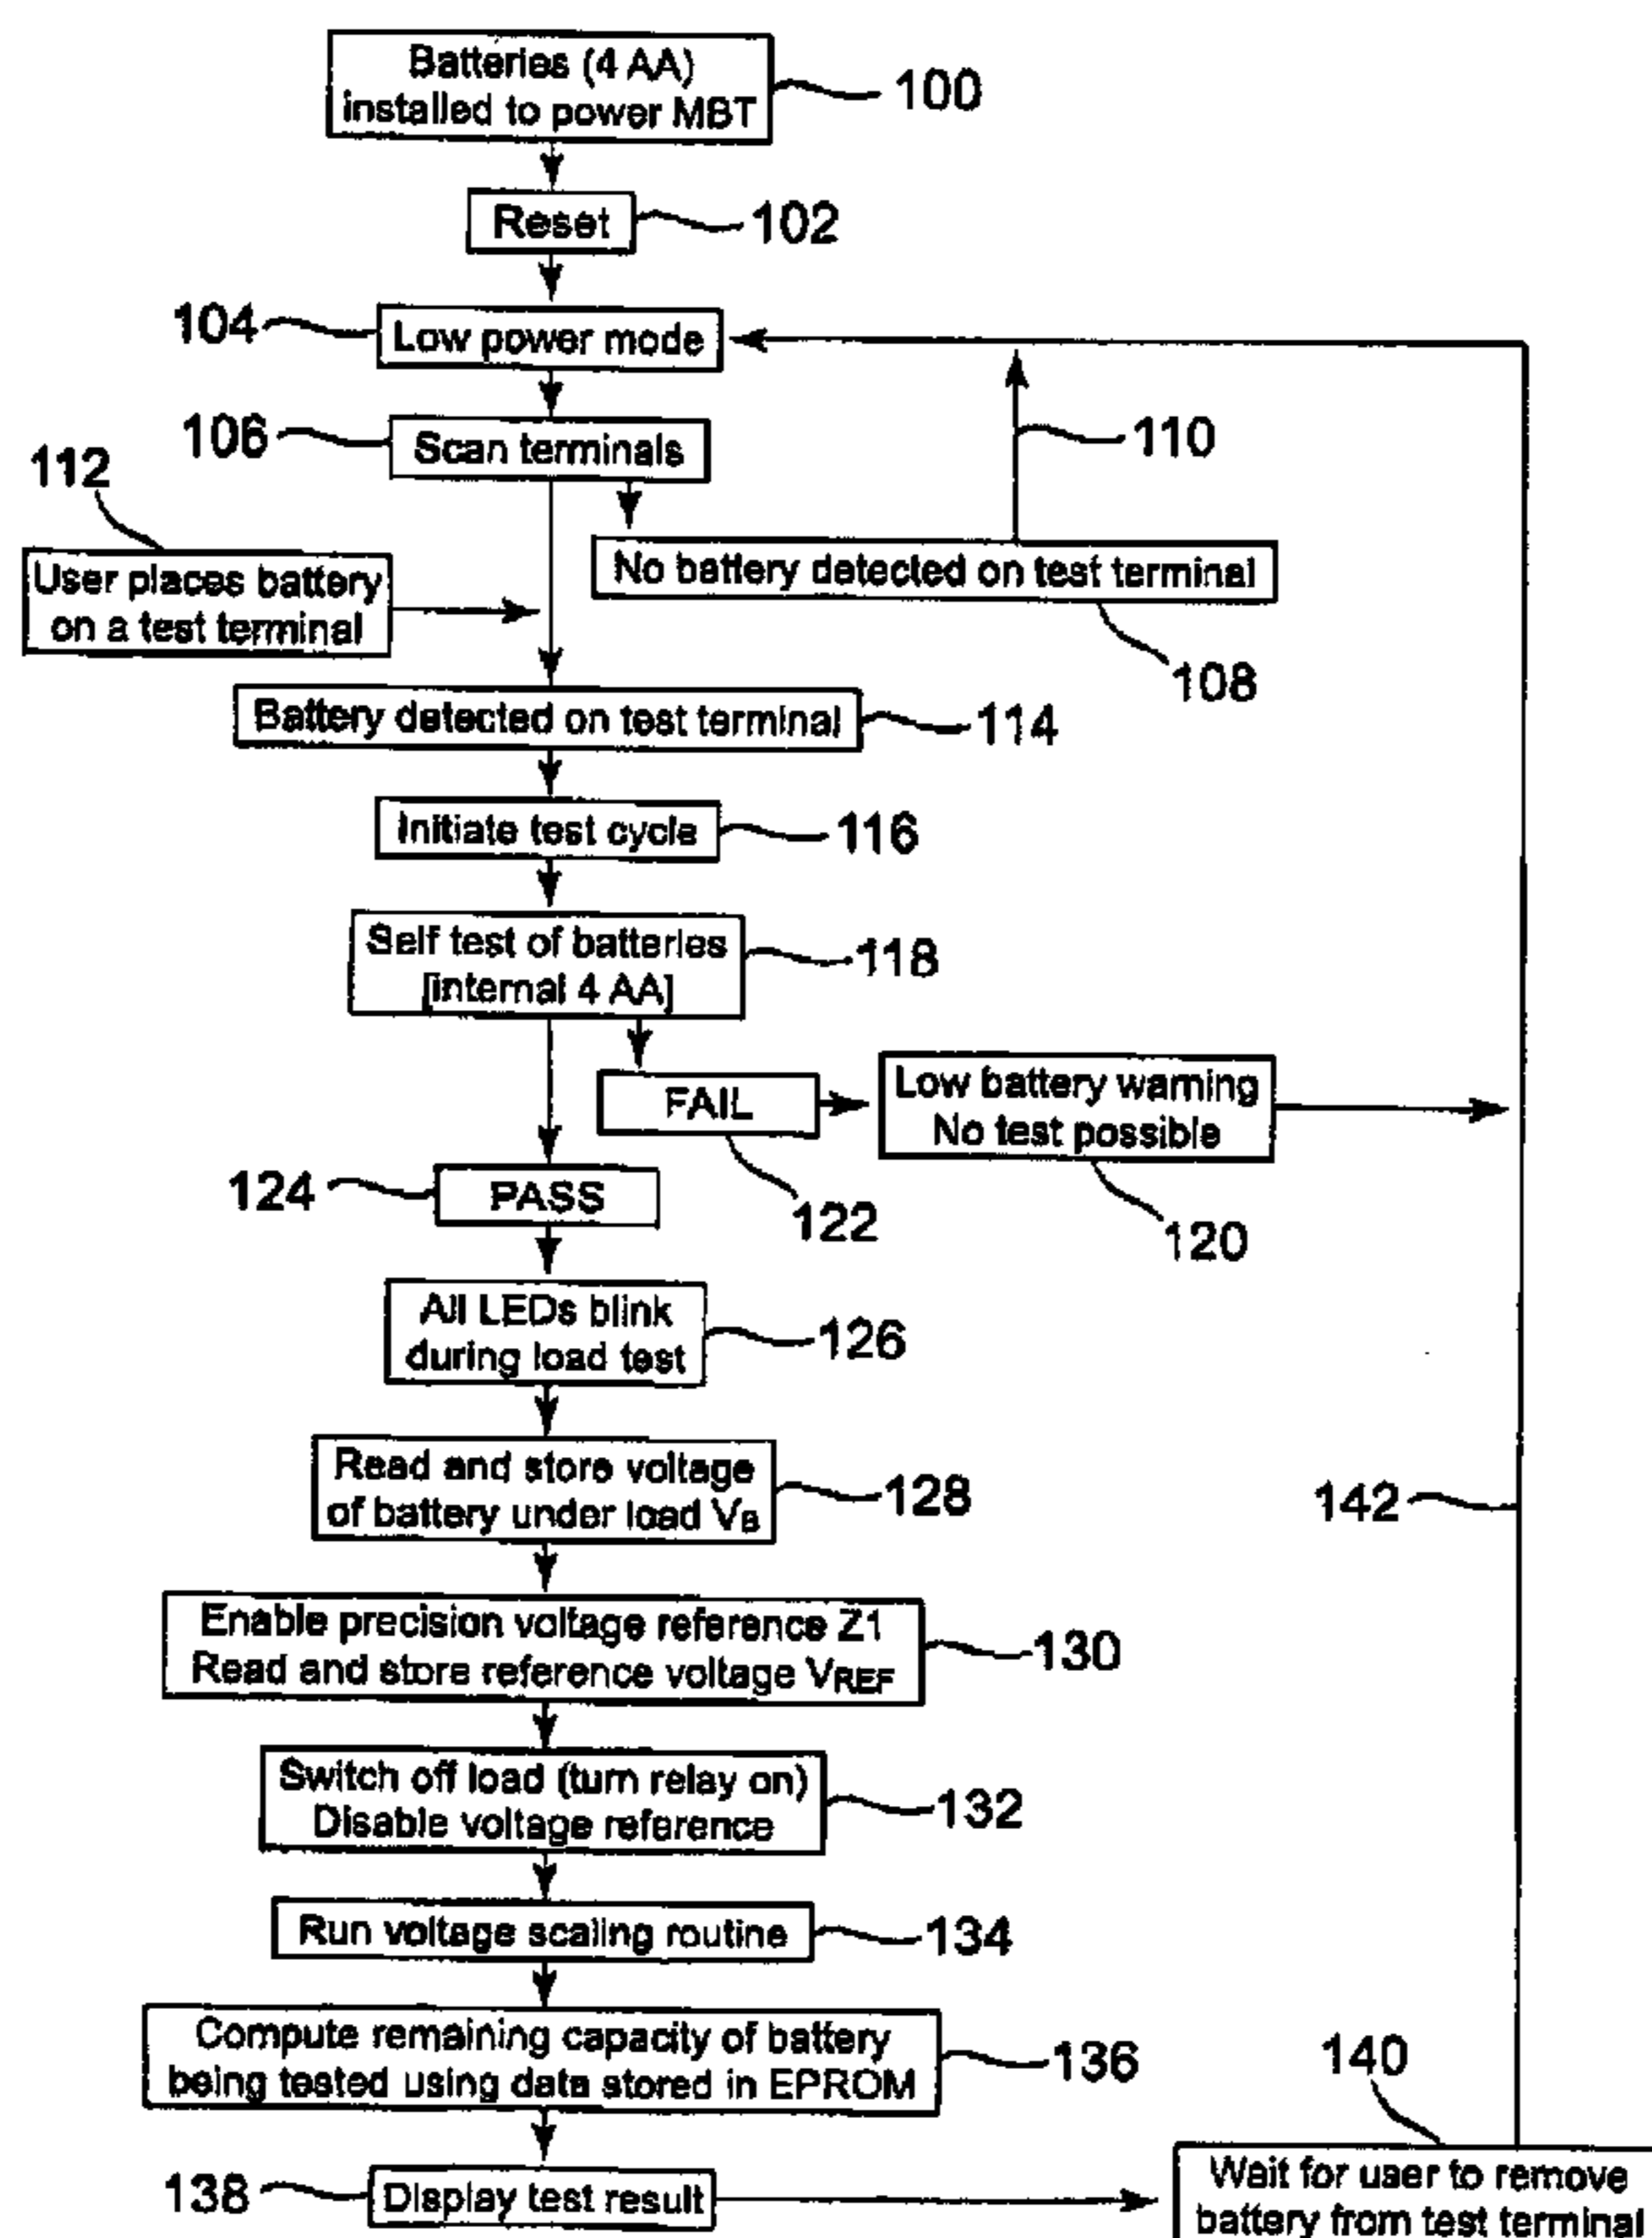 Batteries (4 AA)
installed to power MBT
100
Reset
102
104
Low power mode
106
Scan terminals
110
112
User places battery
on a test terminal
No battery detected on test terminal
108
Battery detected on test terminal
114
Initiate test cycle
116
Self test of batteries
[internal 4 AA]
118
FAIL
122
Low battery warning
No test possible
120
124
PASS
All LEDs blink
during load test
126
Read and store voltage
of battery under load VB
128
142
Enable precision voltage reference Z1
Read and store reference voltage VREF
130
Switch off load (turn relay on)
Disable voltage reference
132
Run voltage scaling routine
134
Compute remaining capacity of battery
being tested using data stored in EPROM
136
138
Display test result
140
Wait for user to remove
battery from test terminal